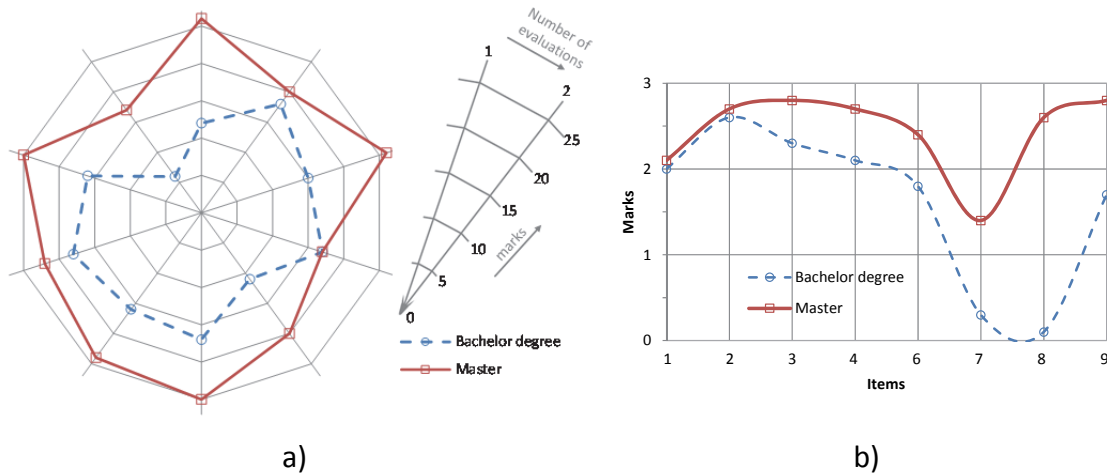 Number of
evaluations
1
2
25
20
15
10
5
0
marks
Bachelor degree
Master
a)
3
2
1
0
Marks
Bachelor degree
Master
1 2 3 4 6 7 8 9
Items
b)